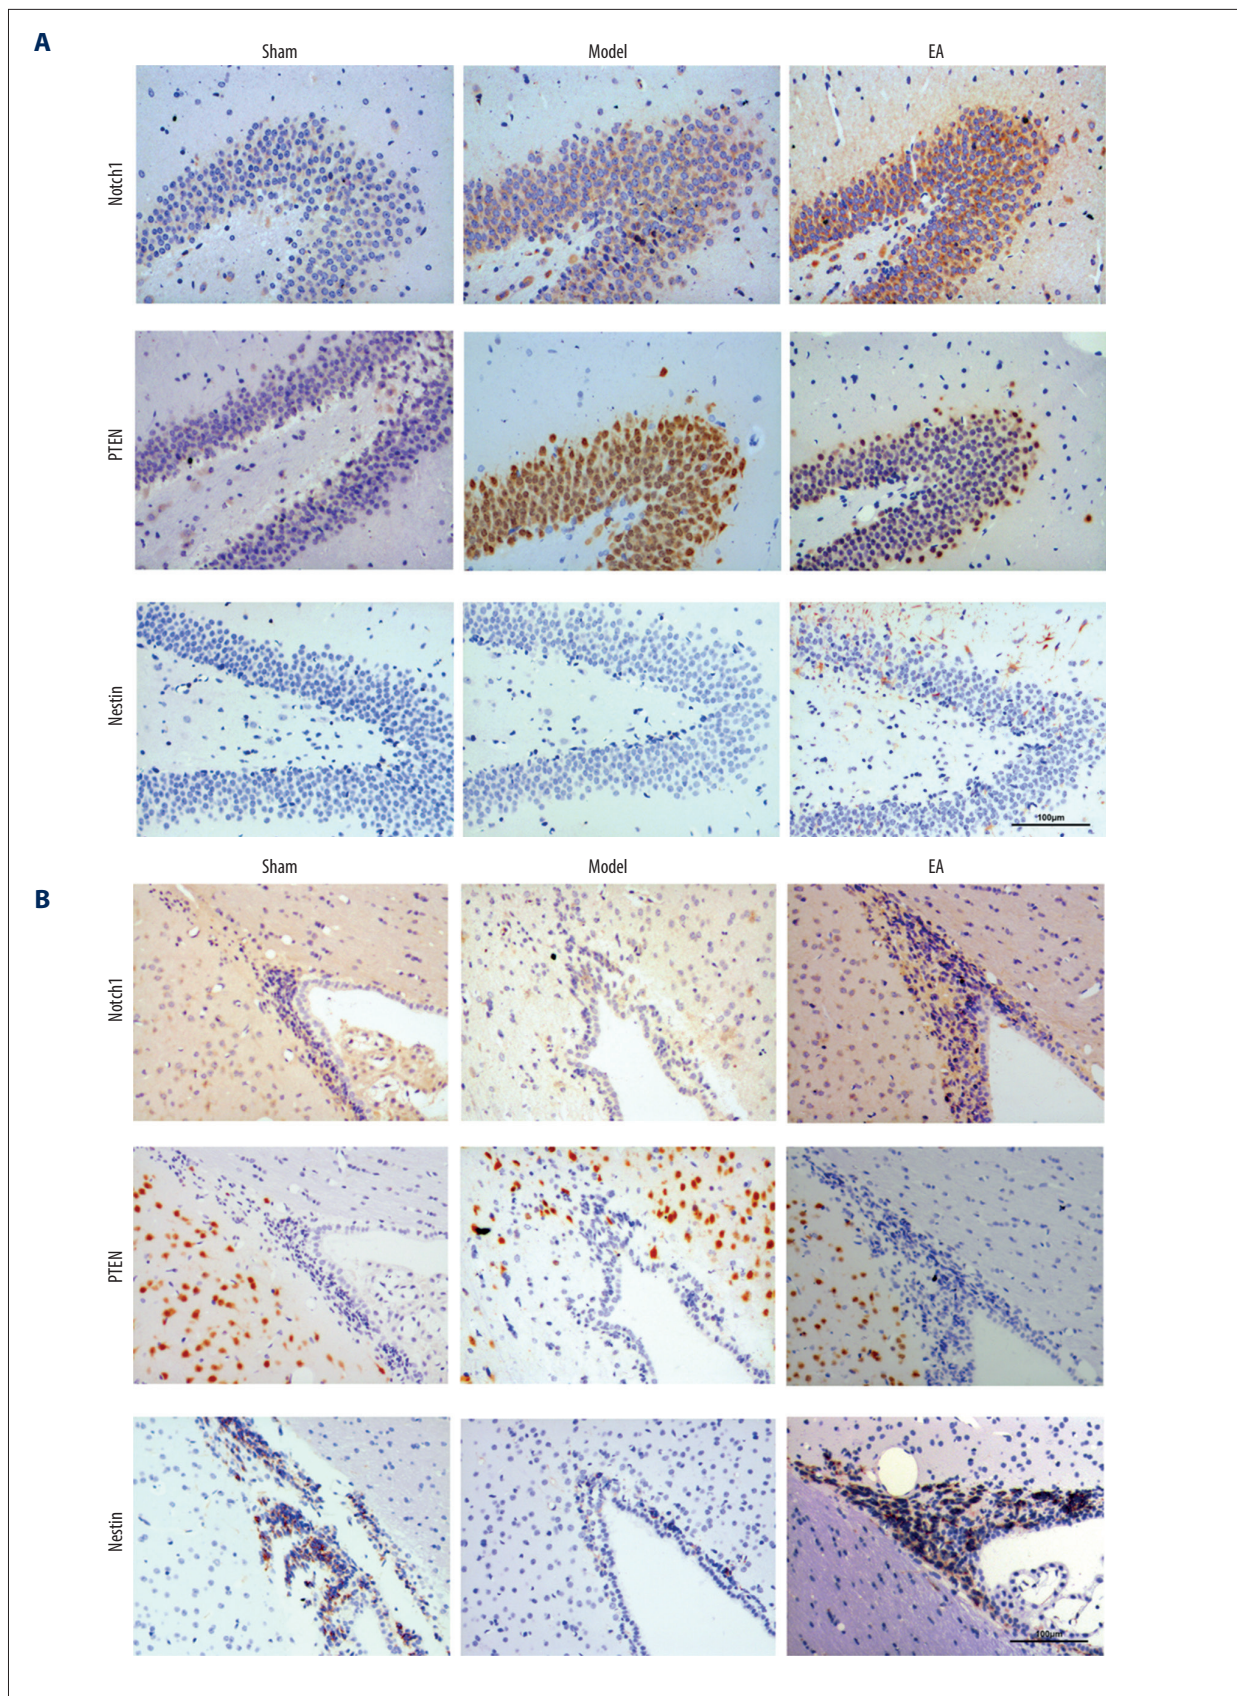 A
Sham Model EA
Notch1
PTEN
Nestin
100µm
B
Sham Model EA
Notch1
PTEN
Nestin
100µm